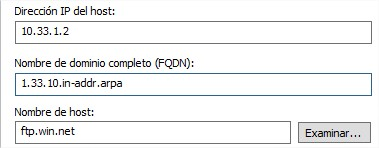 Dirección IP del host:
10.33.1.2
Nombre de dominio completo (FQDN):
1.33.10.in-addr.arpa
Nombre de host:
ftp.win.net
Examinar...